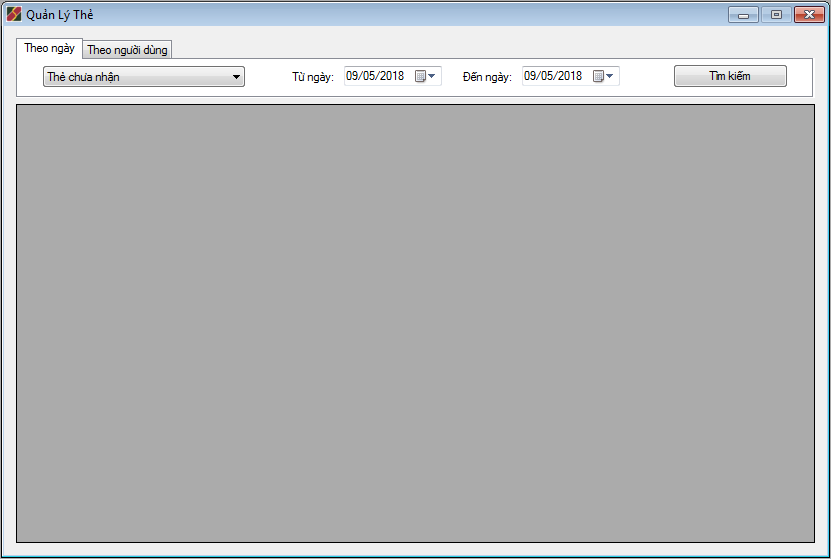 Quản Lý Thẻ
Theo ngày Theo người dùng
Thẻ chưa nhận Từ ngày: 09/05/2018 Đến ngày: 09/05/2018 Tìm kiếm